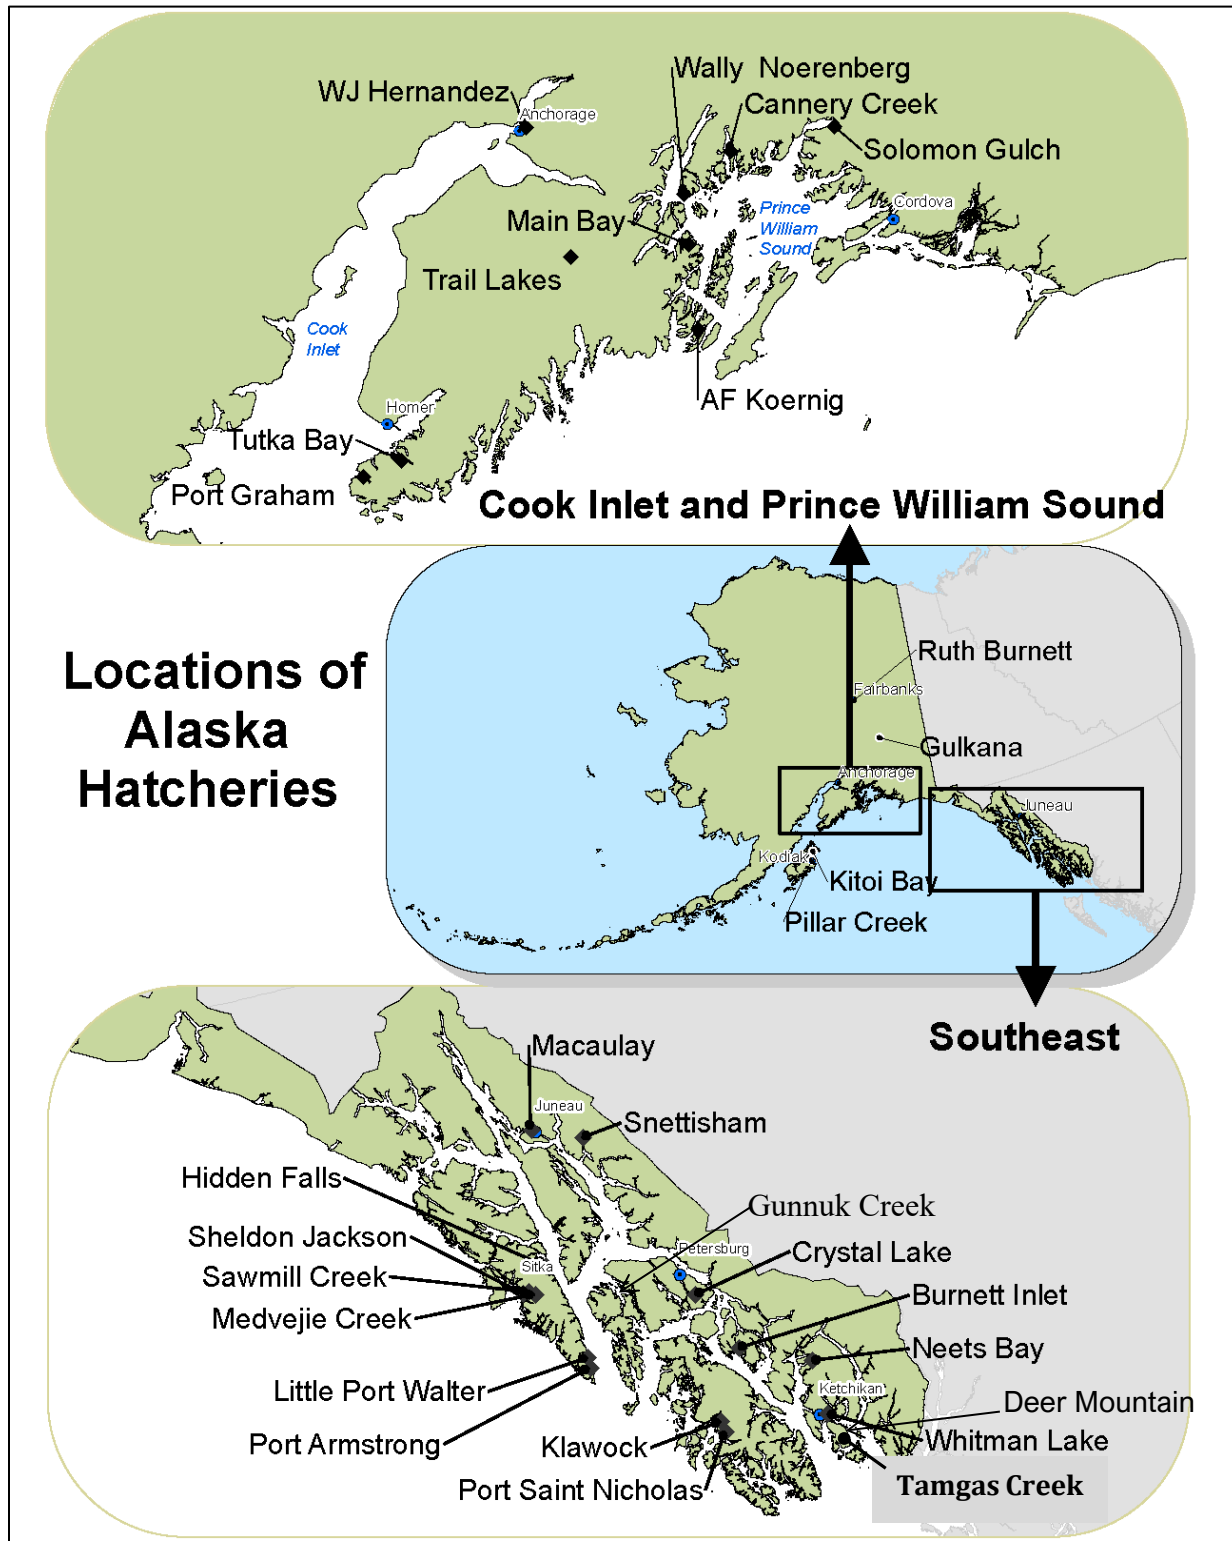 Wally Noerenberg
WJ Hernandez
Cannery Creek
Anchorage
Solomon Gulch
Main Bay
Prince
William
Sound
Cordova
Trail Lakes
Cook
Inlet
AF Koernig
Homer
Tutka Bay
Port Graham
Cook Inlet and Prince William Sound
Locations of
Alaska
Hatcheries
Ruth Burnett
Fairbanks
Gulkana
Anchorage
Juneau
Kodiak
Kitoi Bay
Pillar Creek
Southeast
Macaulay
Juneau
Snettisham
Hidden Falls
Gunnuk Creek
Sheldon Jackson
Petersburg
Crystal Lake
Sitka
Sawmill Creek
Medvejie Creek
Burnett Inlet
Neets Bay
Little Port Walter
Ketchikan
Deer Mountain
Port Armstrong
Klawock
Whitman Lake
Port Saint Nicholas
Tamgas Creek